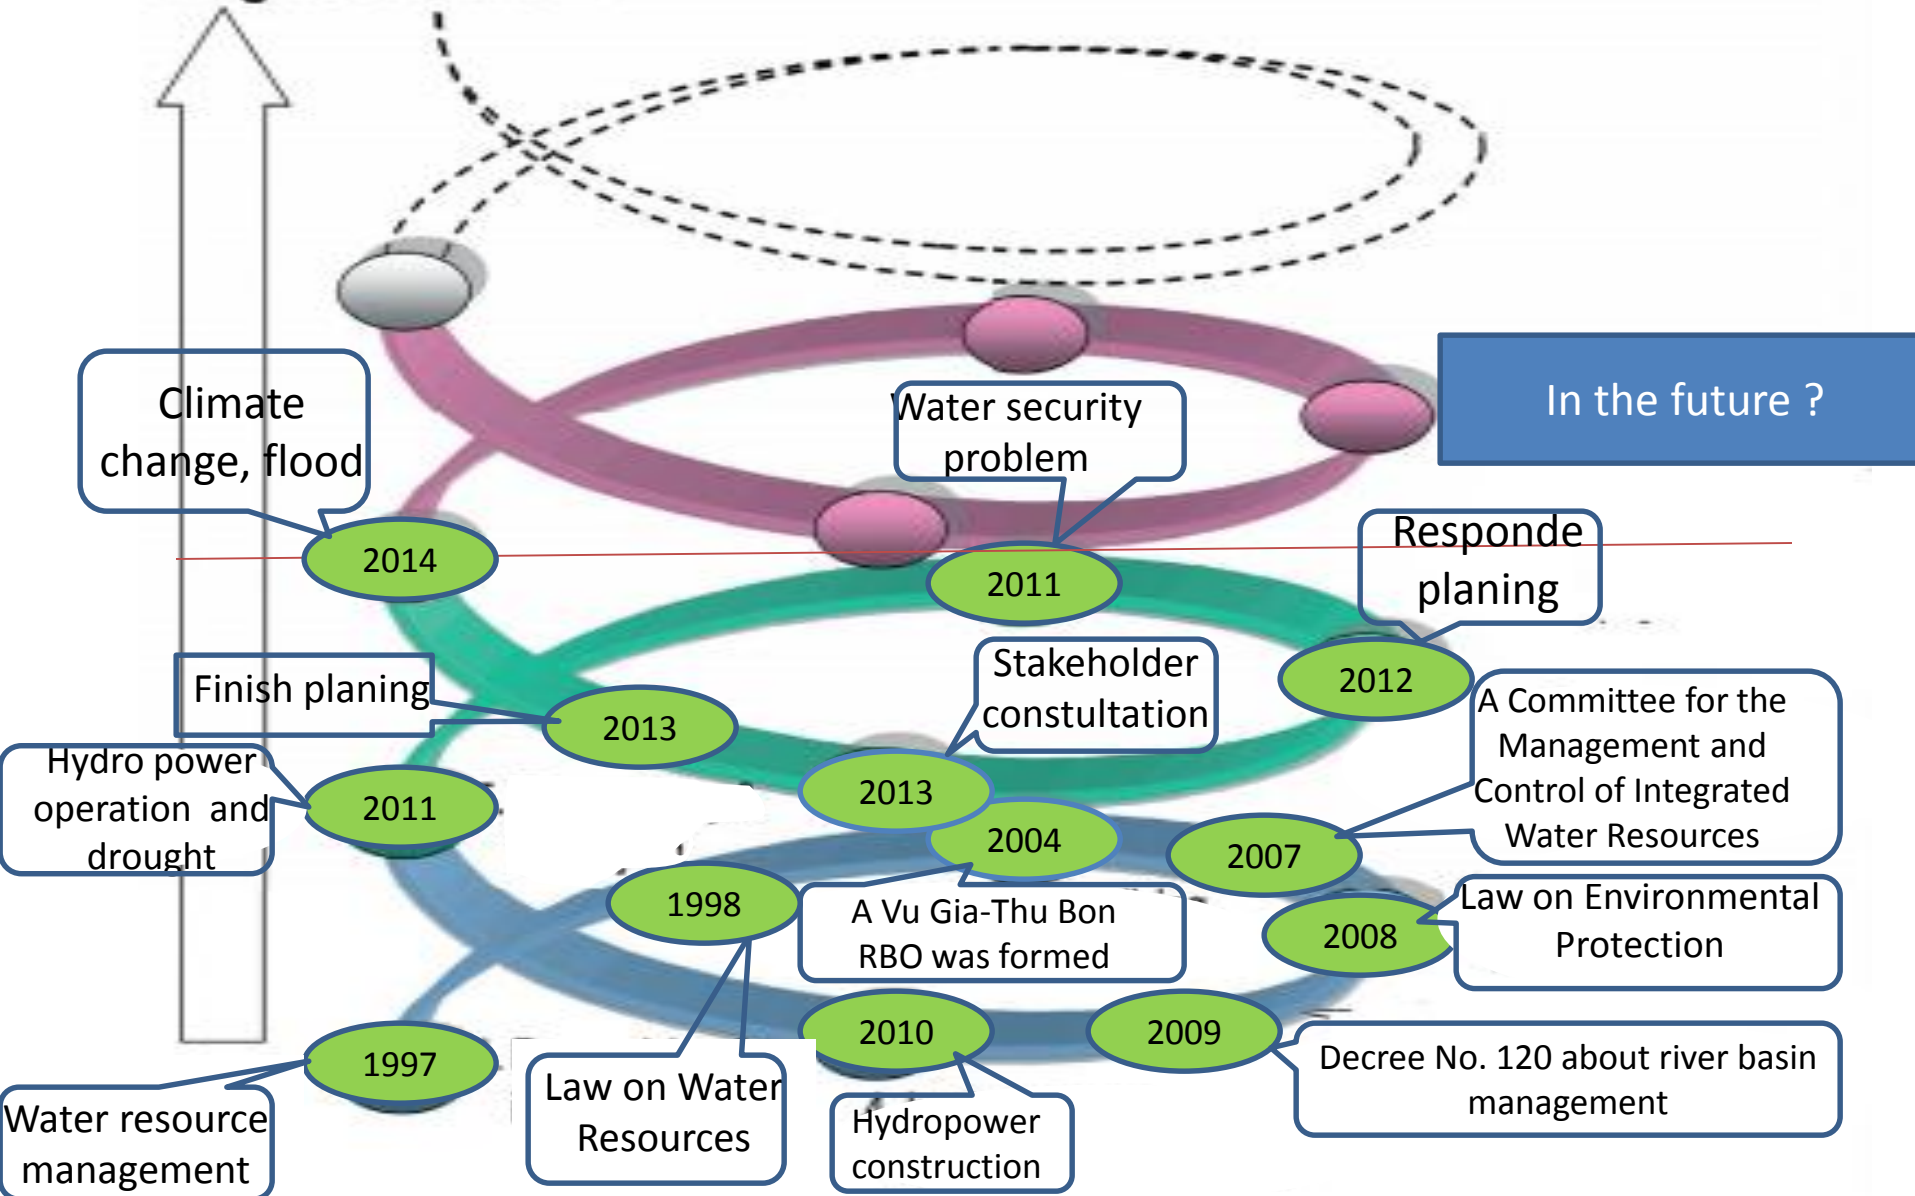 In the future ?
Climate
change, flood
Water security
problem
Responde
planing
2014
2011
2012
Stakeholder
constultation
Finish planing
2013
A Committee for the
Management and
Control of Integrated
Water Resources
Hydro power
operation and
drought
2011
2013
2004
2007
1998
A Vu Gia-Thu Bon
RBO was formed
2008
Law on Environmental
Protection
2010
2009
1997
Decree No. 120 about river basin
management
Law on Water
Resources
Hydropower
construction
Water resource
management